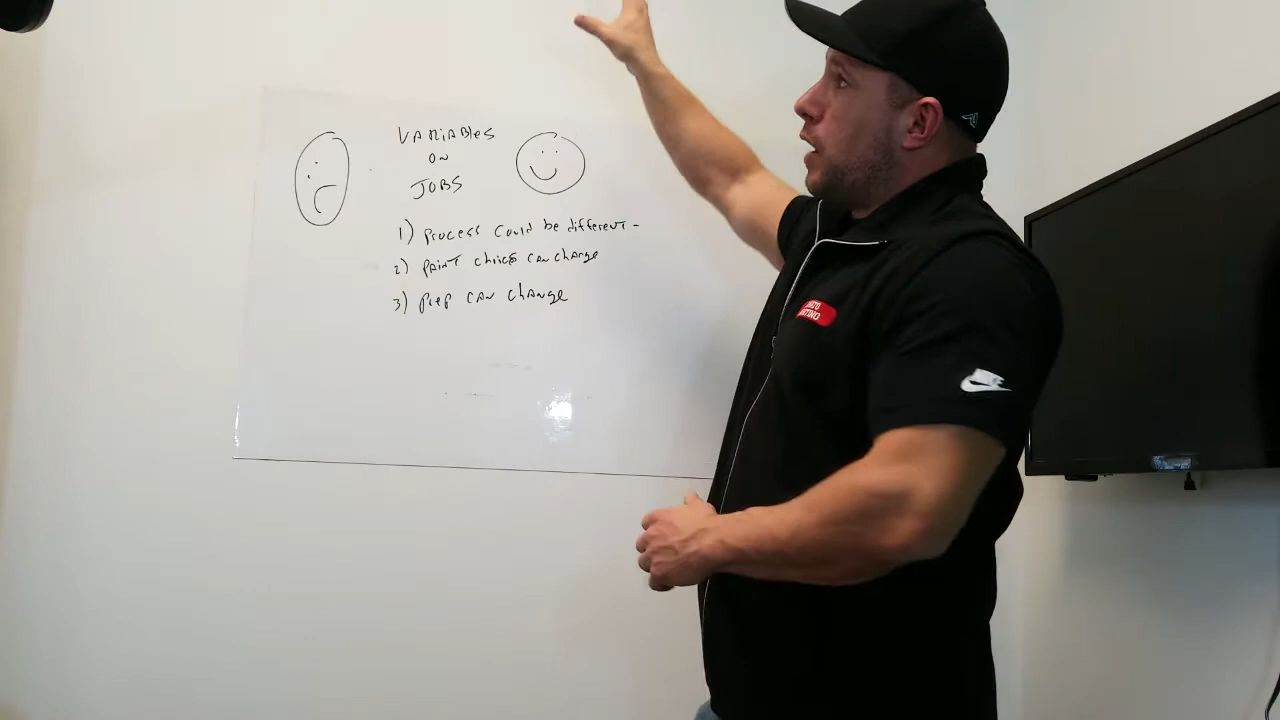 VARIABLES
ON
JOBS
1) process could be different-
2) PAINT choice can change
3) prep can change